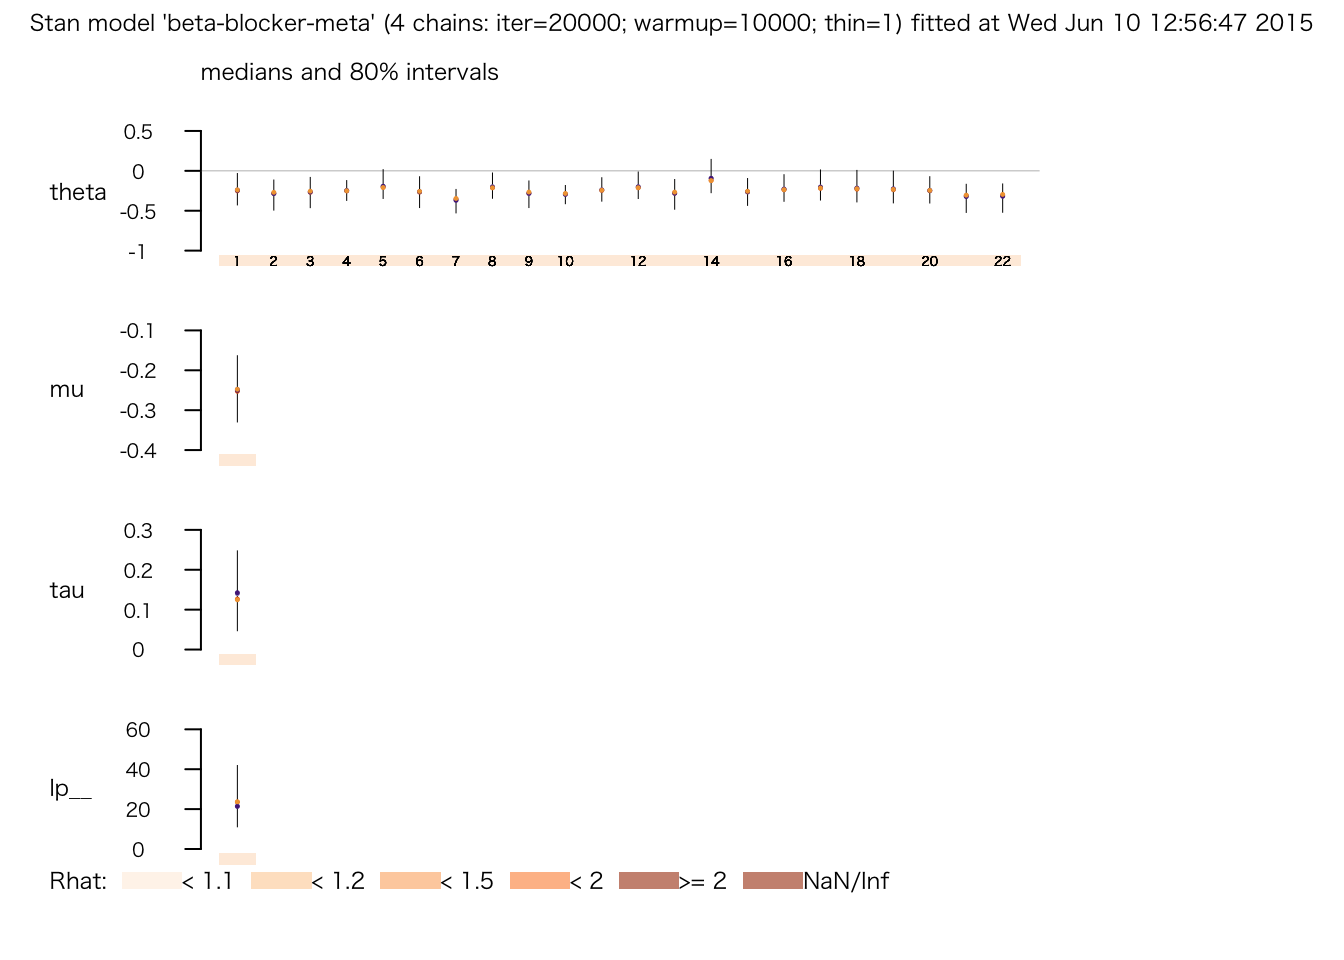 Stan model 'beta-blocker-meta' (4 chains: iter=20000; warmup=10000; thin=1) fitted at Wed Jun 10 12:56:47 2015
medians and 80% intervals
theta
0.5
0
-0.5
-1
1 2 3 4 5 6 7 8 9 10 12 14 16 18 20 22
mu
-0.1
-0.2
-0.3
-0.4
tau
0.3
0.2
0.1
0
lp__
60
40
20
0
Rhat: < 1.1 < 1.2 < 1.5 < 2 >= 2 NaN/Inf